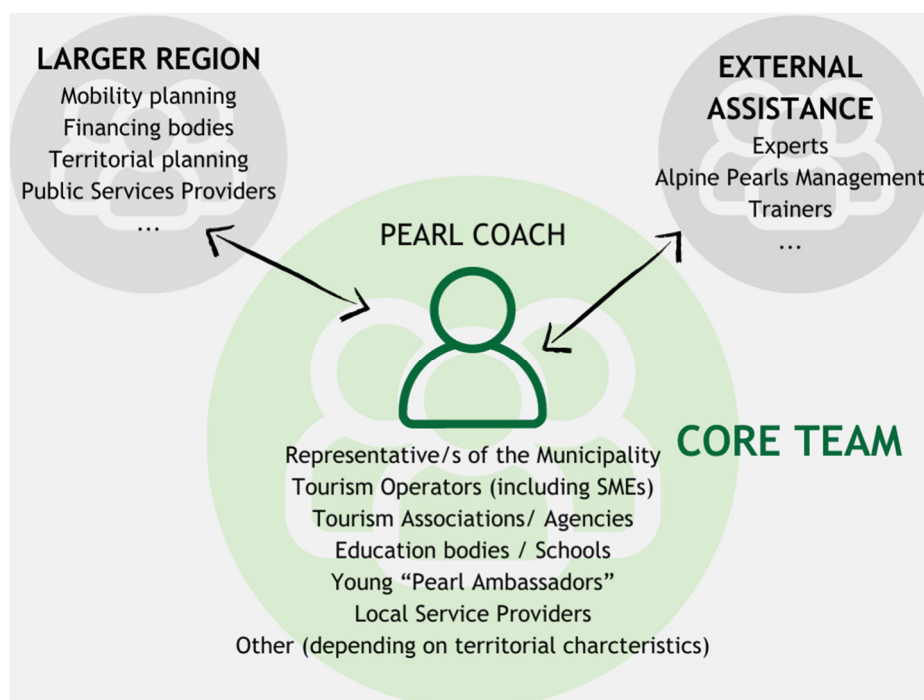 LARGER REGION
Mobility planning
Financing bodies
Territorial planning
Public Services Providers
...
EXTERNAL
ASSISTANCE
Experts
Alpine Pearls Management
Trainers
...
PEARL COACH
CORE TEAM
Representative/s of the Municipality
Tourism Operators (including SMEs)
Tourism Associations/ Agencies
Education bodies / Schools
Young “Pearl Ambassadors”
Local Service Providers
Other (depending on territorial charcteristics)